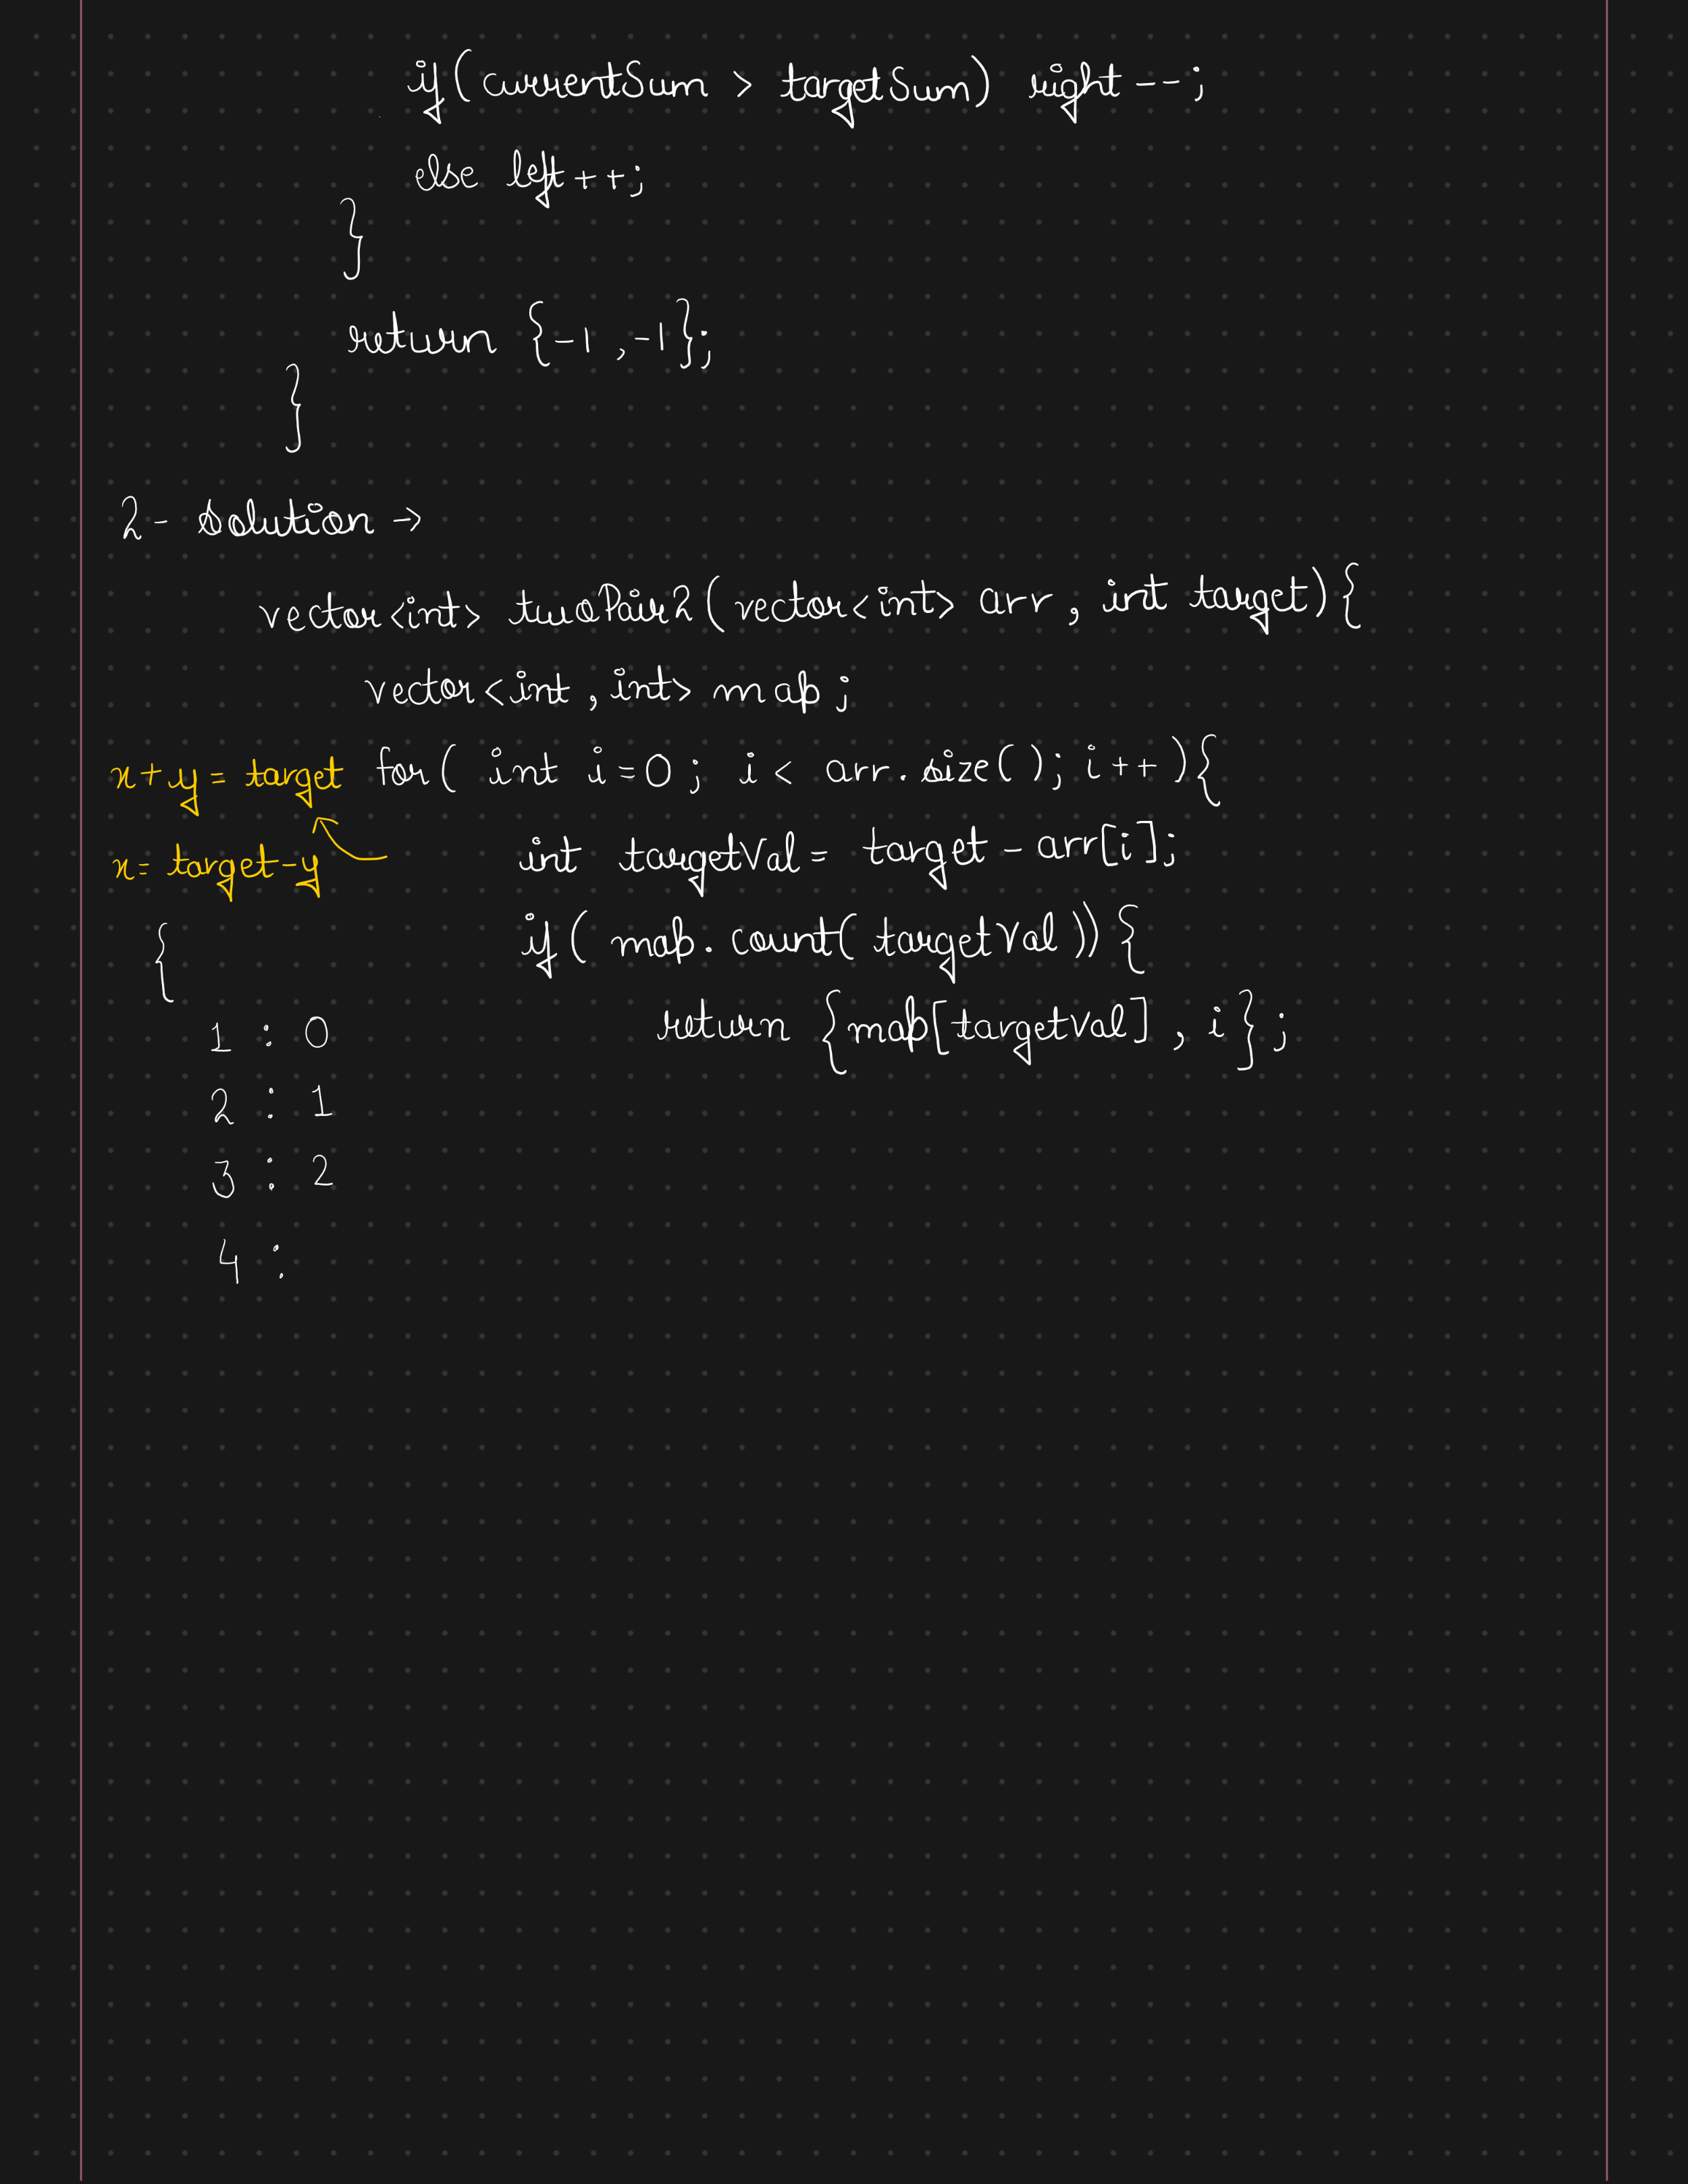 if(currentSum > targetSum) right--;
else left++;
}
return {-1,-1};
}
2- Solution ->
vector<int> twoPair2(vector<int> arr, int target){
vector<int, int> map;
x+y = target for( int i=0; i< arr.size(); i++){
x= target-y int targetVal = target - arr[i];
{ if( map.count( targetVal )){
1 : 0 return {map[targetVal], i};
2 : 1
3 : 2
4 :